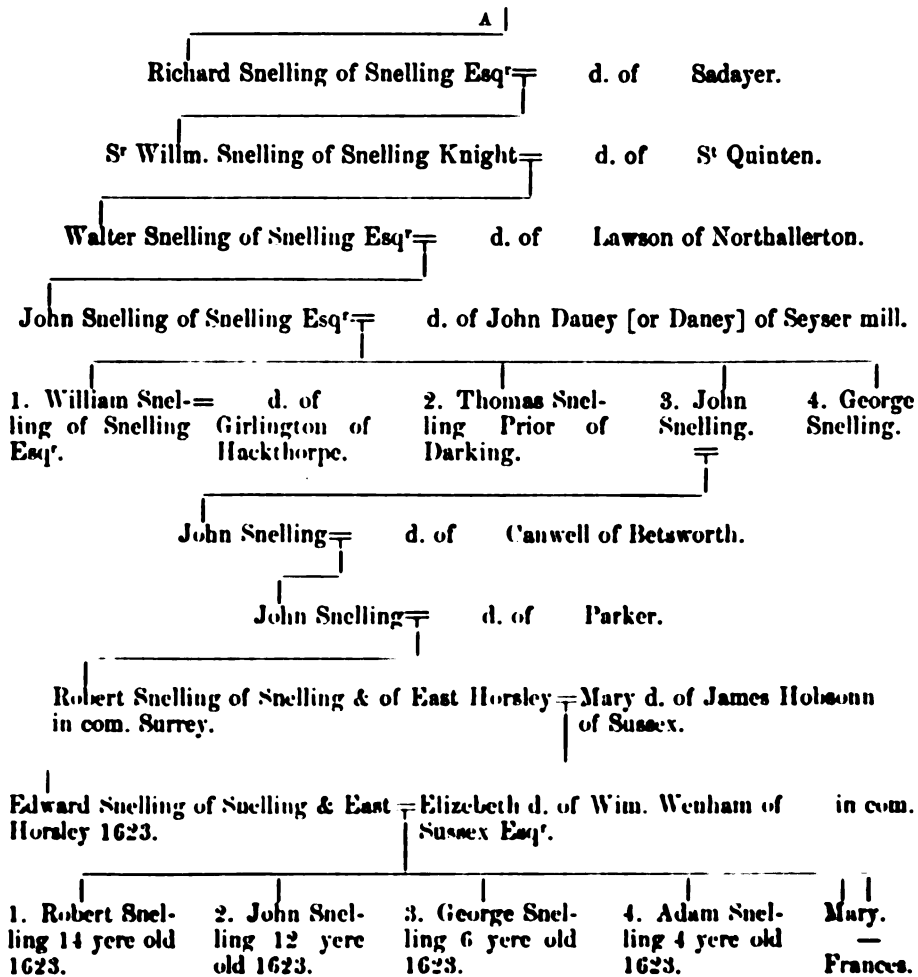 A
Richard Snelling of Snelling Esqʳ = d. of Sadayer.
Sʳ Willm. Snelling of Snelling Knight = d. of Sᵗ Quinten.
Walter Snelling of Snelling Esqʳ = d. of Lawson of Northallerton.
John Snelling of Snelling Esqʳ· = d. of John Dauey [or Daney] of Seyser mill.
1. William Snel- = d. of 2. Thomas Snel- 3. John 4. George
ling of Snelling Girlington of ling Prior of Snelling. Snelling.
Esqʳ. Hackthorpe. Darking.
John Snelling = d. of Canwell of Betsworth.
John Snelling = d. of Parker.
Robert Snelling of Snelling & of East Horsley = Mary d. of James Hobsonn
in com. Surrey. of Sussex.
Edward Snelling of Snelling & East = Elizebeth d. of Wim. Wenham of in com.
Horsley 1623. Sussex Esqʳ.
1. Robert Snel- 2. John Snel- 3. George Snel- 4. Adam Snel- Mary.
ling 14 yere old ling 12 yere ling 6 yere old ling 4 yere old —
1623. old 1623. 1623. 1623. Frances.